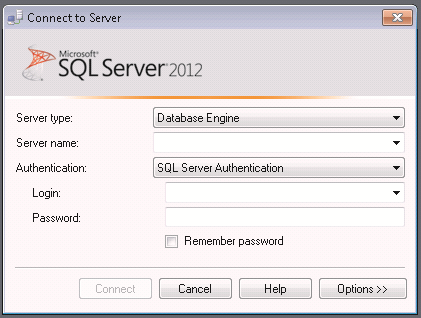 Connect to Server
Microsoft®
SQL Server 2012
Server type: Database Engine
Server name:
Authentication: SQL Server Authentication
Login:
Password:
Remember password
Connect Cancel Help Options >>